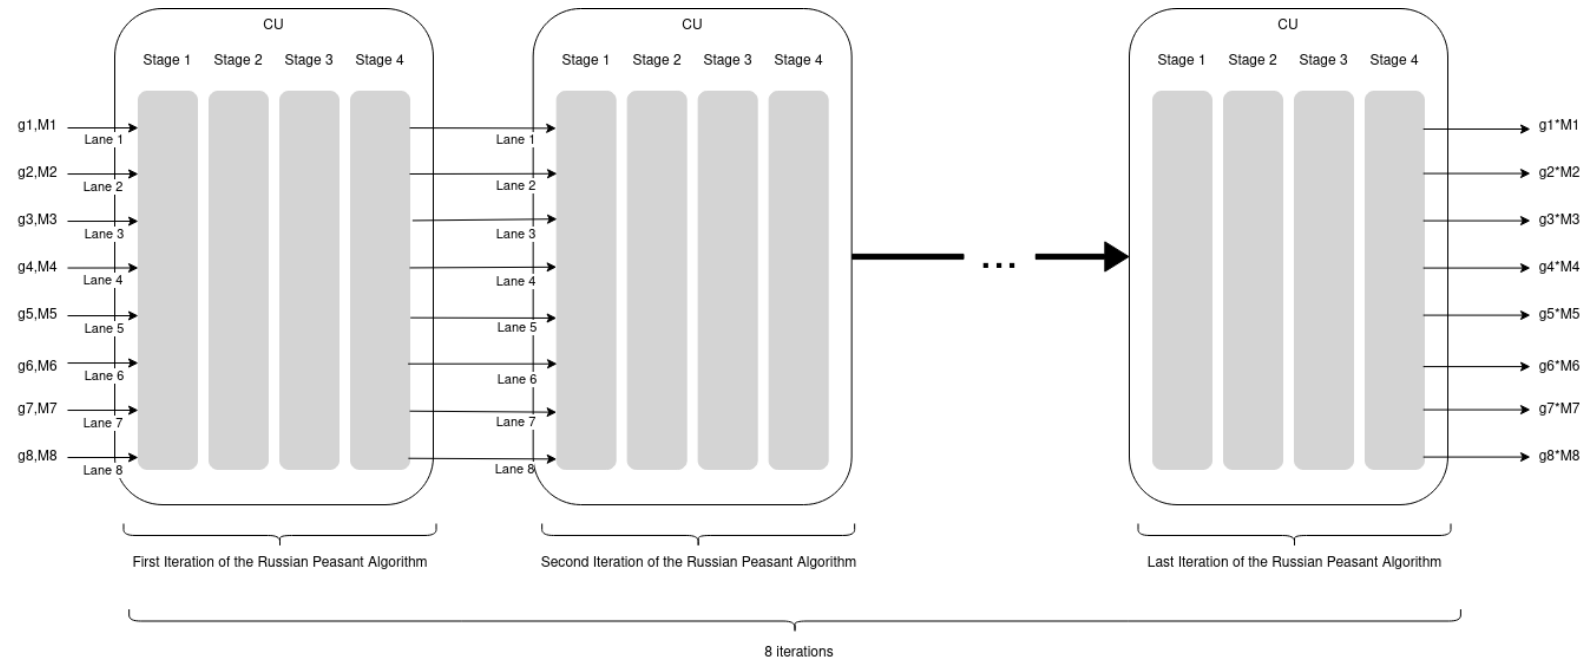 CU
Stage 1 Stage 2 Stage 3 Stage 4
CU
Stage 1 Stage 2 Stage 3 Stage 4
CU
Stage 1 Stage 2 Stage 3 Stage 4
g1,M1
Lane 1
g2,M2
Lane 2
g3,M3
Lane 3
g4,M4
Lane 4
g5,M5
Lane 5
g6,M6
Lane 6
g7,M7
Lane 7
g8,M8
Lane 8
Lane 1
Lane 2
Lane 3
Lane 4
Lane 5
Lane 6
Lane 7
Lane 8
...
g1*M1
g2*M2
g3*M3
g4*M4
g5*M5
g6*M6
g7*M7
g8*M8
First Iteration of the Russian Peasant Algorithm
Second Iteration of the Russian Peasant Algorithm
Last Iteration of the Russian Peasant Algorithm
8 iterations